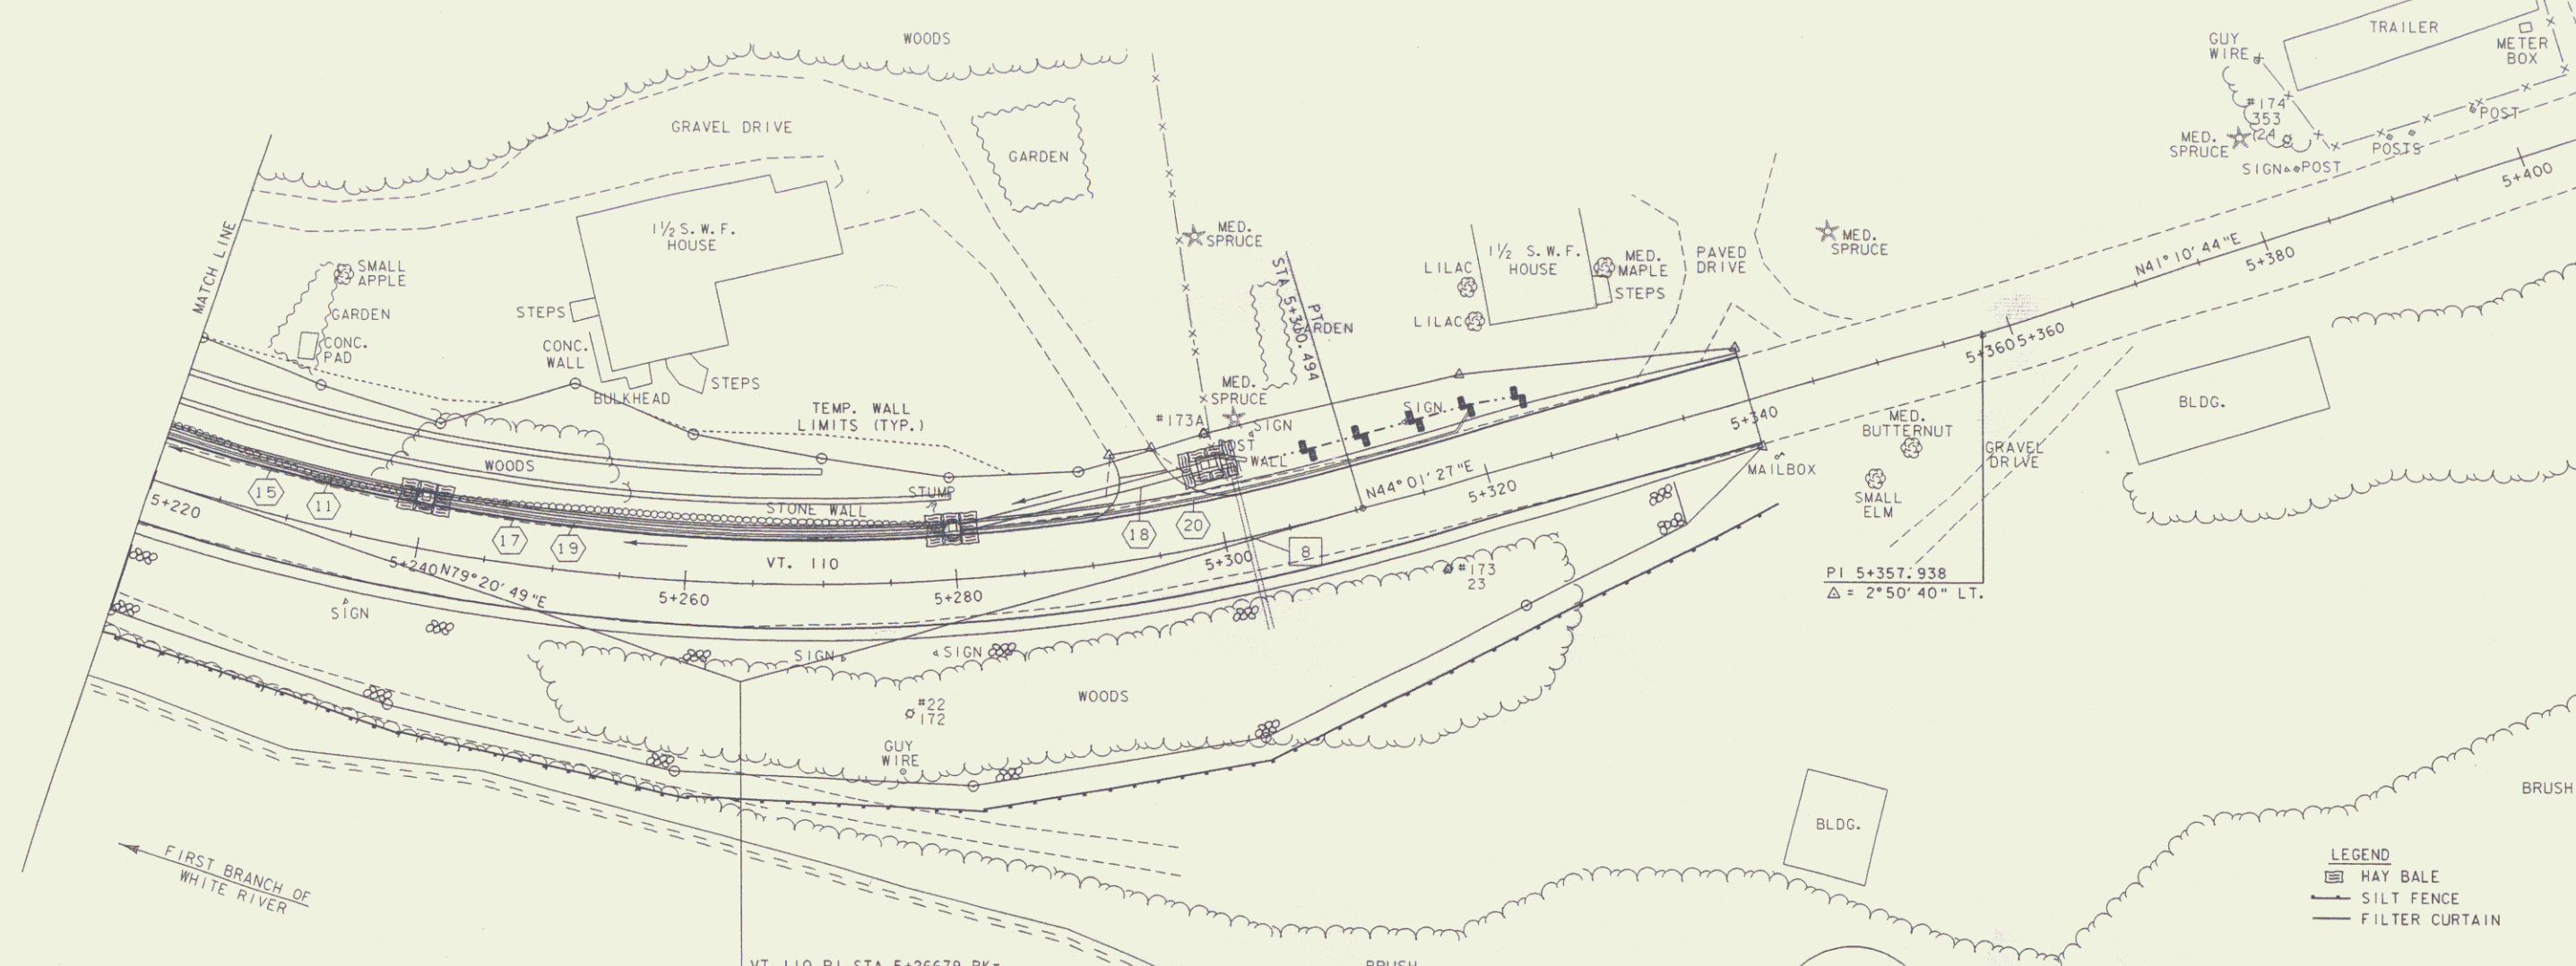 WOODS
GRAVEL DRIVE
GARDEN
TRAILER
METER
BOX
GUY
WIRE
#174
353
24
MED.
SPRUCE
POST
POSTS
SIGN
POST
5+400
MATCH LINE
SMALL
APPLE
GARDEN
CONC.
PAD
1½ S. W. F.
HOUSE
STEPS
CONC.
WALL
BULKHEAD
STEPS
TEMP. WALL
LIMITS (TYP.)
MED.
SPRUCE
PT
STA 5+300.494
GARDEN
LILAC
LILAC
1½ S. W. F.
HOUSE
MED.
MAPLE
STEPS
PAVED
DRIVE
MED.
SPRUCE
N41° 10' 44"E
5+380
5+360
5+360
5+340
MED.
SPRUCE
#173A
SIGN
POST
WALL
SIGN
N44° 01' 27"E
5+320
MAILBOX
MED.
BUTTERNUT
SMALL
ELM
GRAVEL
DRIVE
BLDG.
WOODS
STUMP
STONE WALL
15
11
17
19
18
20
8
5+220
5+240
N79° 20' 49"E
5+260
VT. 110
5+280
5+300
#173
23
PI 5+357.938
△ = 2° 50' 40" LT.
SIGN
SIGN
SIGN
WOODS
#22
172
GUY
WIRE
FIRST BRANCH OF
WHITE RIVER
BLDG.
BRUSH
LEGEND
HAY BALE
SILT FENCE
FILTER CURTAIN
BRUSH